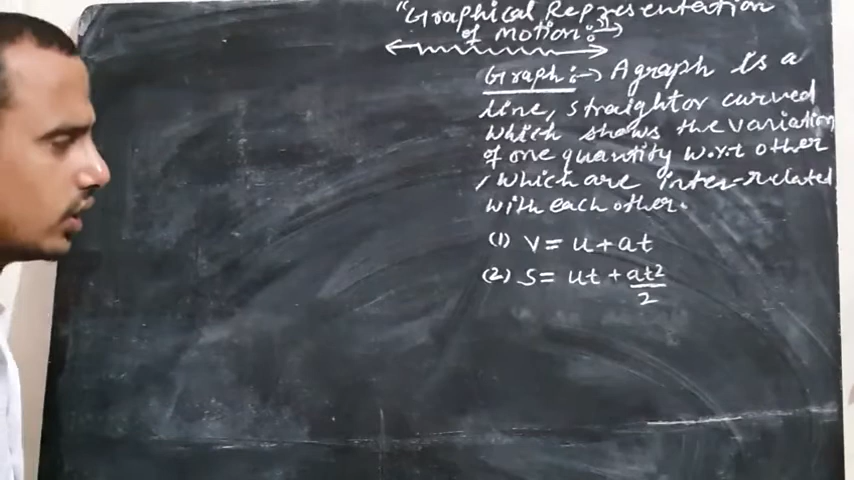 "Graphical Representation
of Motion:→
Graph:→ A graph is a
line, straight or curved
which shows the variation
of one quantity w.r.t other
, which are inter-related
with each other.
(1) v = u + at
(2) S = ut + at²/2